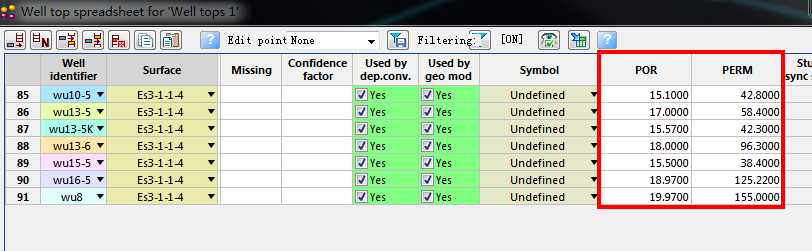 Well top spreadsheet for 'Well tops 1'
Edit point None Filtering: [ON]
Well identifier Surface Missing Confidence factor Used by dep.conv. Used by geo mod Symbol POR PERM Stu sync s
85 wu10-5 Es3-1-1-4 Yes Yes Undefined 15.1000 42.8000
86 wu13-5 Es3-1-1-4 Yes Yes Undefined 17.0000 58.4000
87 wu13-5K Es3-1-1-4 Yes Yes Undefined 15.5700 42.3000
88 wu13-6 Es3-1-1-4 Yes Yes Undefined 18.0000 96.3000
89 wu15-5 Es3-1-1-4 Yes Yes Undefined 15.5000 38.4000
90 wu16-5 Es3-1-1-4 Yes Yes Undefined 18.9700 125.2200
91 wu8 Es3-1-1-4 Yes Yes Undefined 19.9700 155.0000